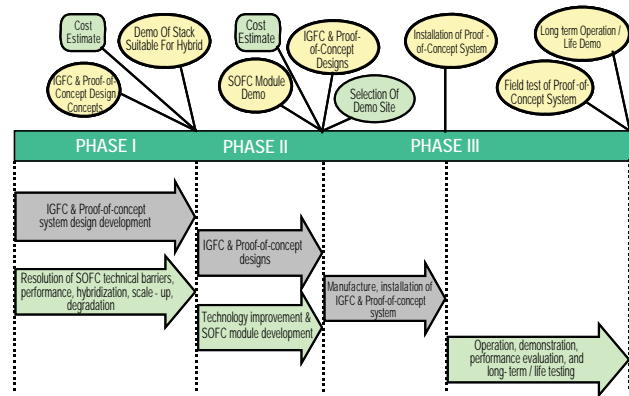 Cost
Estimate
Demo Of Stack
Suitable For Hybrid
IGFC & Proof-of-
Concept Design
Concepts
Cost
Estimate
IGFC & Proof-
of-Concept
Designs
SOFC Module
Demo
Selection Of
Demo Site
Installation of Proof -
of-Concept System
Long term Operation /
Life Demo
Field test of Proof-of-
Concept System
PHASE I
PHASE II
PHASE III
IGFC & Proof-of-concept
system design development
Resolution of SOFC technical barriers,
performance, hybridization, scale - up,
degradation
IGFC & Proof-of-concept
designs
Technology improvement &
SOFC module development
Manufacture, installation of
IGFC & Proof-of-concept
system
Operation, demonstration,
performance evaluation, and
long- term / life testing